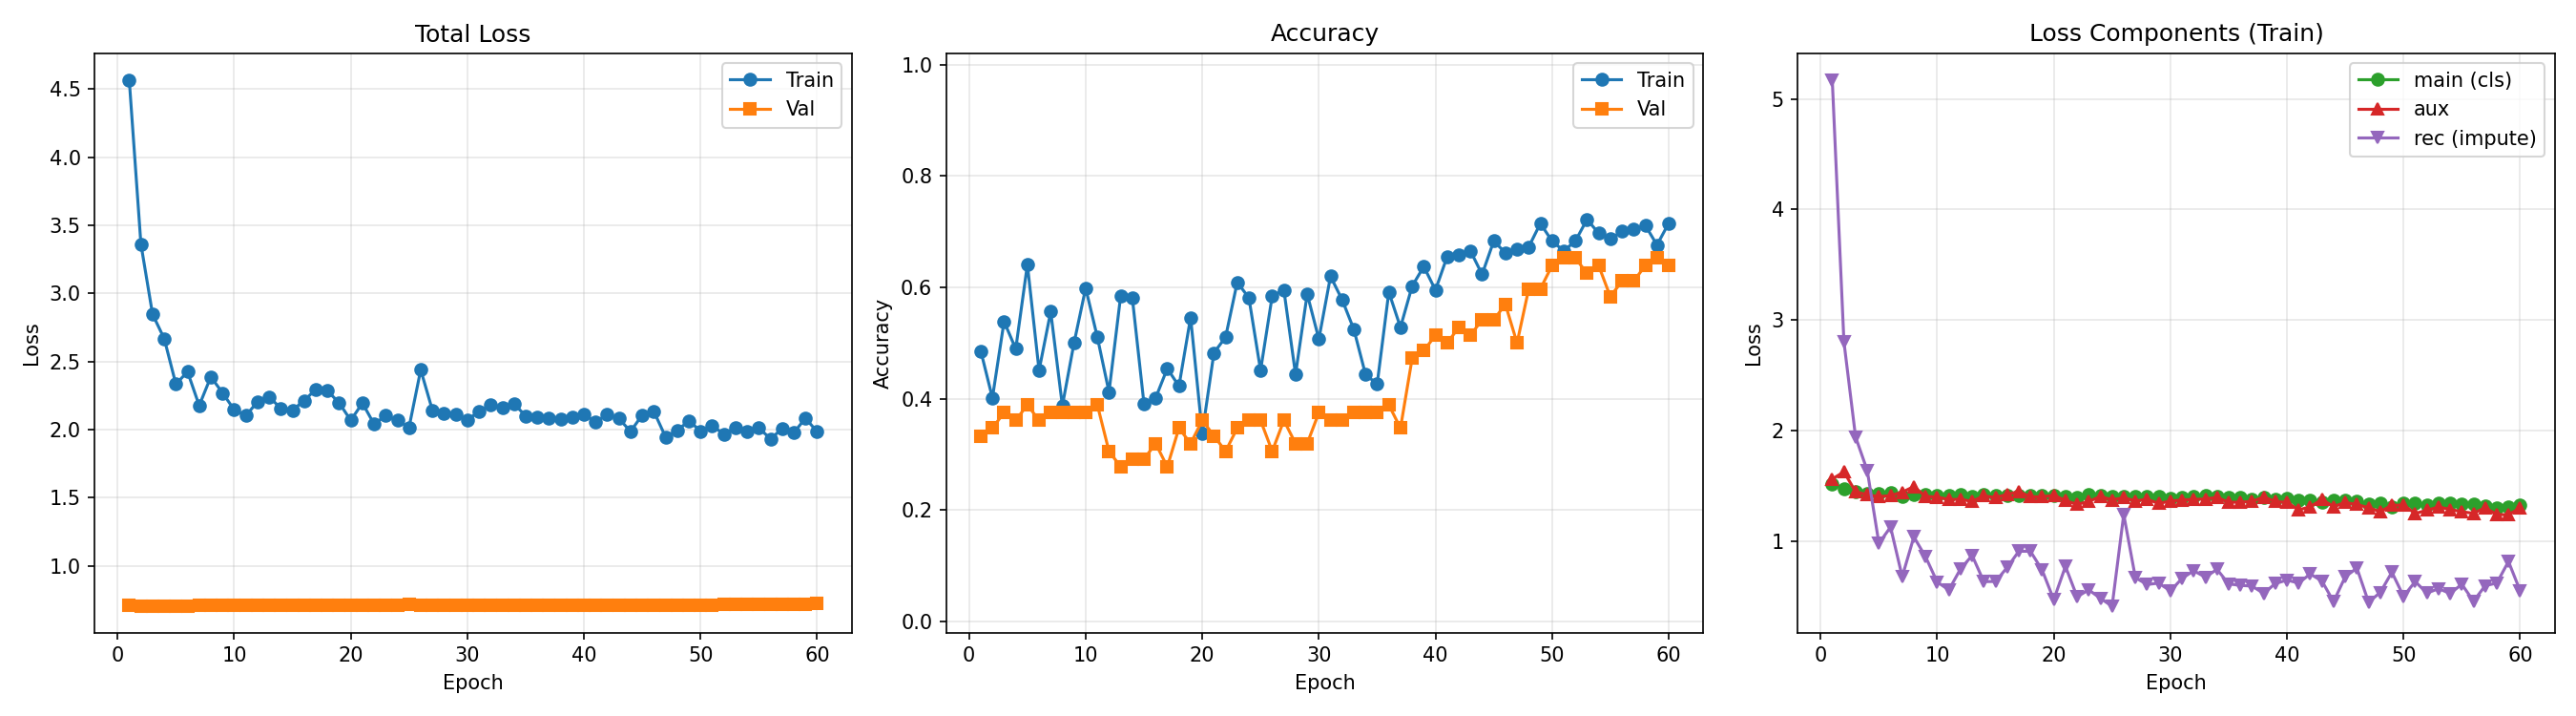 Total Loss
Train
Val
4.5
4.0
3.5
3.0
2.5
2.0
1.5
1.0
Loss
0
10
20
30
40
50
60
Epoch
Accuracy
Train
Val
1.0
0.8
0.6
0.4
0.2
0.0
Accuracy
0
10
20
30
40
50
60
Epoch
Loss Components (Train)
main (cls)
aux
rec (impute)
5
4
3
2
1
Loss
0
10
20
30
40
50
60
Epoch